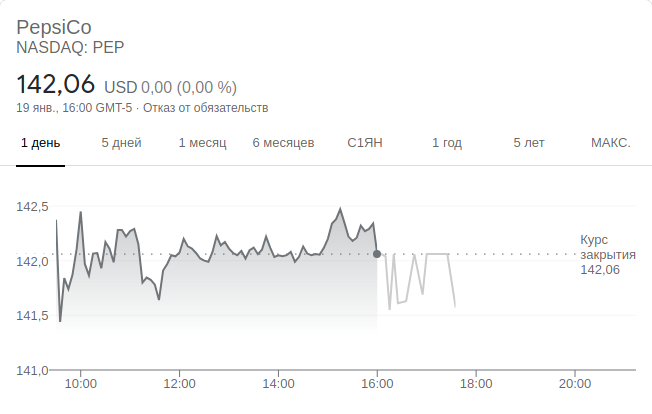 PepsiCo
NASDAQ: PEP
142,06 USD 0,00 (0,00 %)
19 янв., 16:00 GMT-5 · Отказ от обязательств
1 день 5 дней 1 месяц 6 месяцев С1ЯН 1 год 5 лет МАКС.
142,5
142,0
141,5
141,0
Курс
закрытия
142,06
10:00 12:00 14:00 16:00 18:00 20:00